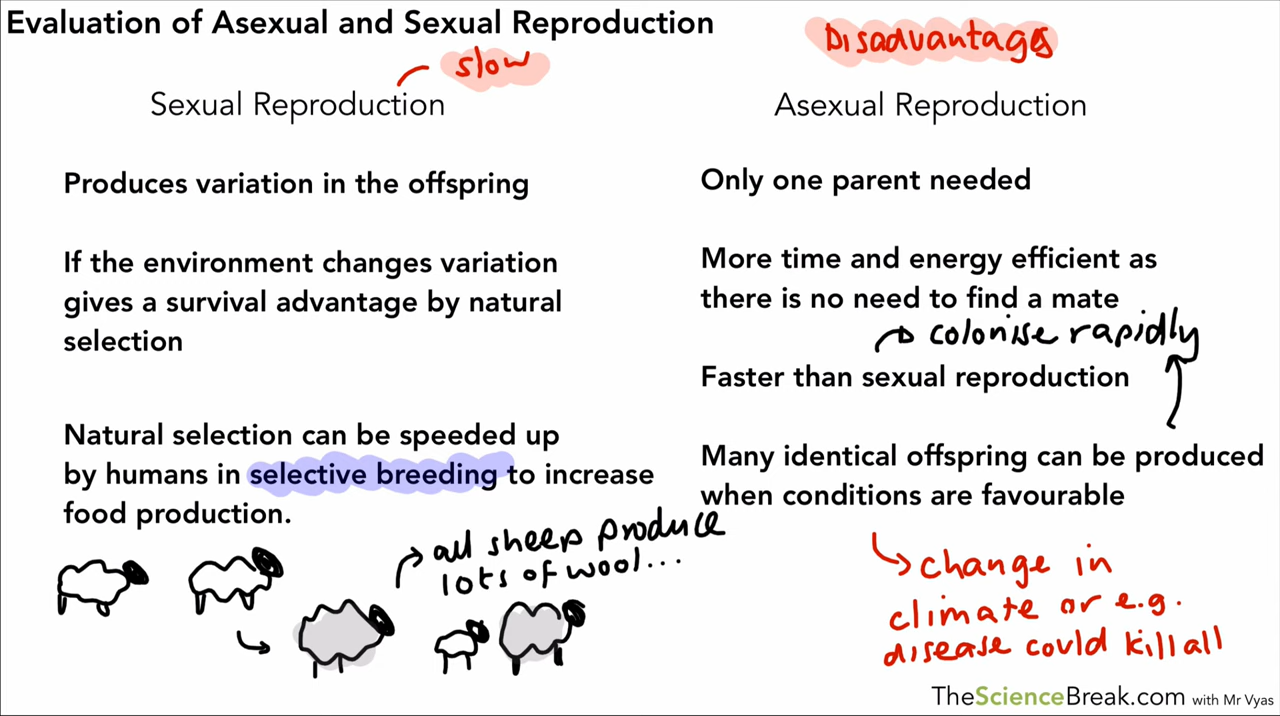 Evaluation of Asexual and Sexual Reproduction
Disadvantages
slow
Sexual Reproduction
Produces variation in the offspring
If the environment changes variation
gives a survival advantage by natural
selection
Natural selection can be speeded up
by humans in selective breeding to increase
food production.
all sheep produce
lots of wool...
Asexual Reproduction
Only one parent needed
More time and energy efficient as
there is no need to find a mate
colonise rapidly
Faster than sexual reproduction
Many identical offspring can be produced
when conditions are favourable
change in
climate or e.g.
disease could kill all
TheScienceBreak.com with Mr Vyas